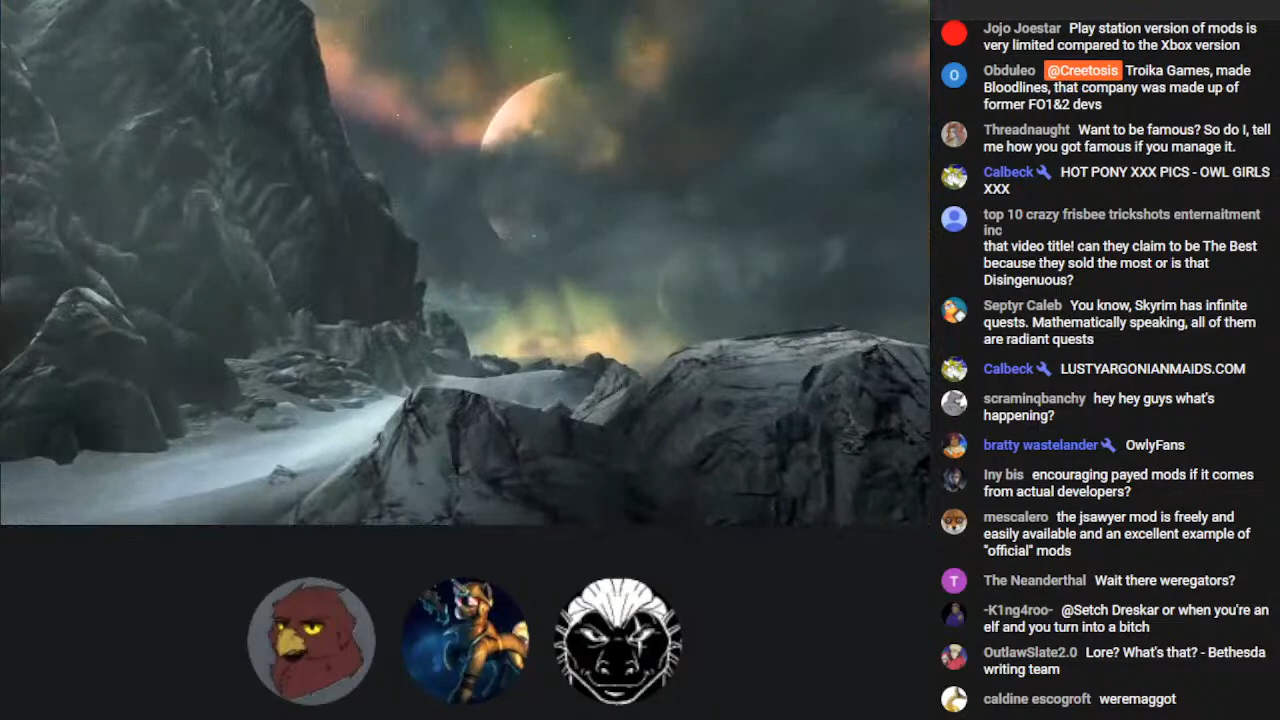 Jojo Joestar Play station version of mods is
very limited compared to the Xbox version
O
Obduleo @Creetosis Troika Games, made
Bloodlines, that company was made up of
former FO1&2 devs
Threadnaught Want to be famous? So do I, tell
me how you got famous if you manage it.
Calbeck HOT PONY XXX PICS - OWL GIRLS
XXX
top 10 crazy frisbee trickshots enternaitment
inc
that video title! can they claim to be The Best
because they sold the most or is that
Disingenuous?
Septyr Caleb You know, Skyrim has infinite
quests. Mathematically speaking, all of them
are radiant quests
Calbeck LUSTYARGONIANMAIDS.COM
scraminqbanchy hey hey guys what's
happening?
bratty wastelander OwlyFans
Iny bis encouraging payed mods if it comes
from actual developers?
mescalero the jsawyer mod is freely and
easily available and an excellent example of
"official" mods
T
The Neanderthal Wait there weregators?
-K1ng4roo- @Setch Dreskar or when you're an
elf and you turn into a bitch
OutlawSlate2.0 Lore? What's that? - Bethesda
writing team
caldine escogroft weremaggot